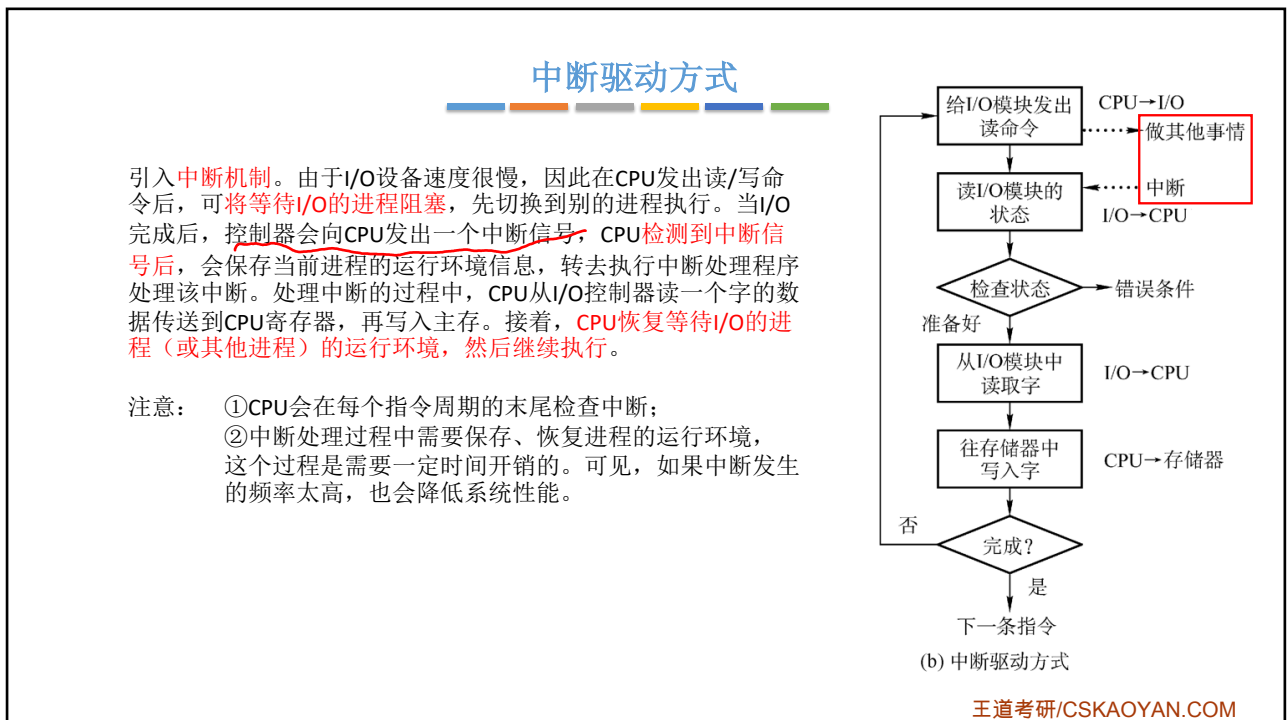 中断驱动方式
引入中断机制。由于I/O设备速度很慢，因此在CPU发出读/写命
令后，可将等待I/O的进程阻塞，先切换到别的进程执行。当I/O
完成后，控制器会向CPU发出一个中断信号，CPU检测到中断信
号后，会保存当前进程的运行环境信息，转去执行中断处理程序
处理该中断。处理中断的过程中，CPU从I/O控制器读一个字的数
据传送到CPU寄存器，再写入主存。接着，CPU恢复等待I/O的进
程（或其他进程）的运行环境，然后继续执行。
注意： ①CPU会在每个指令周期的末尾检查中断；
②中断处理过程中需要保存、恢复进程的运行环境，
这个过程是需要一定时间开销的。可见，如果中断发生
的频率太高，也会降低系统性能。
给I/O模块发出
读命令
CPU→I/O
做其他事情
读I/O模块的
状态
中断
I/O→CPU
检查状态
错误条件
准备好
从I/O模块中
读取字
I/O→CPU
往存储器中
写入字
CPU→存储器
否
完成?
是
下一条指令
(b) 中断驱动方式
王道考研/CSKAOYAN.COM